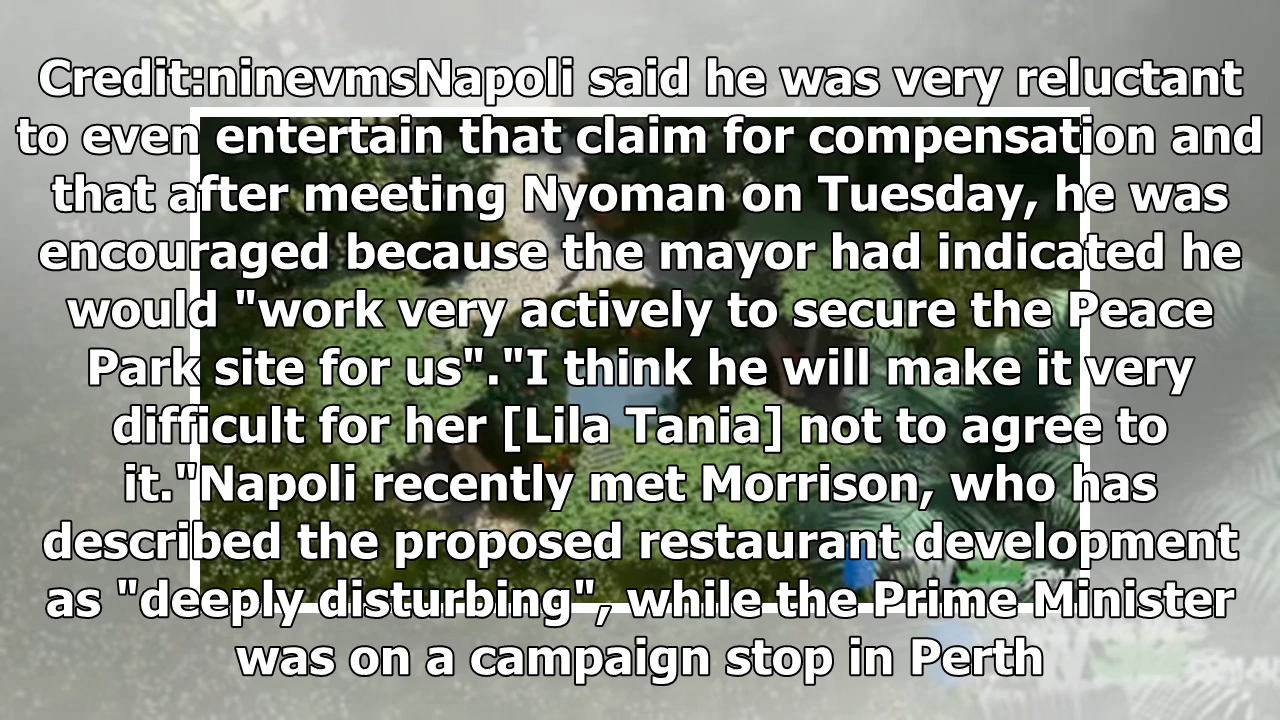 Credit:ninevmsNapoli said he was very reluctant
to even entertain that claim for compensation and
that after meeting Nyoman on Tuesday, he was
encouraged because the mayor had indicated he
would "work very actively to secure the Peace
Park site for us"."I think he will make it very
difficult for her [Lila Tania] not to agree to
it."Napoli recently met Morrison, who has
described the proposed restaurant development
as "deeply disturbing", while the Prime Minister
was on a campaign stop in Perth